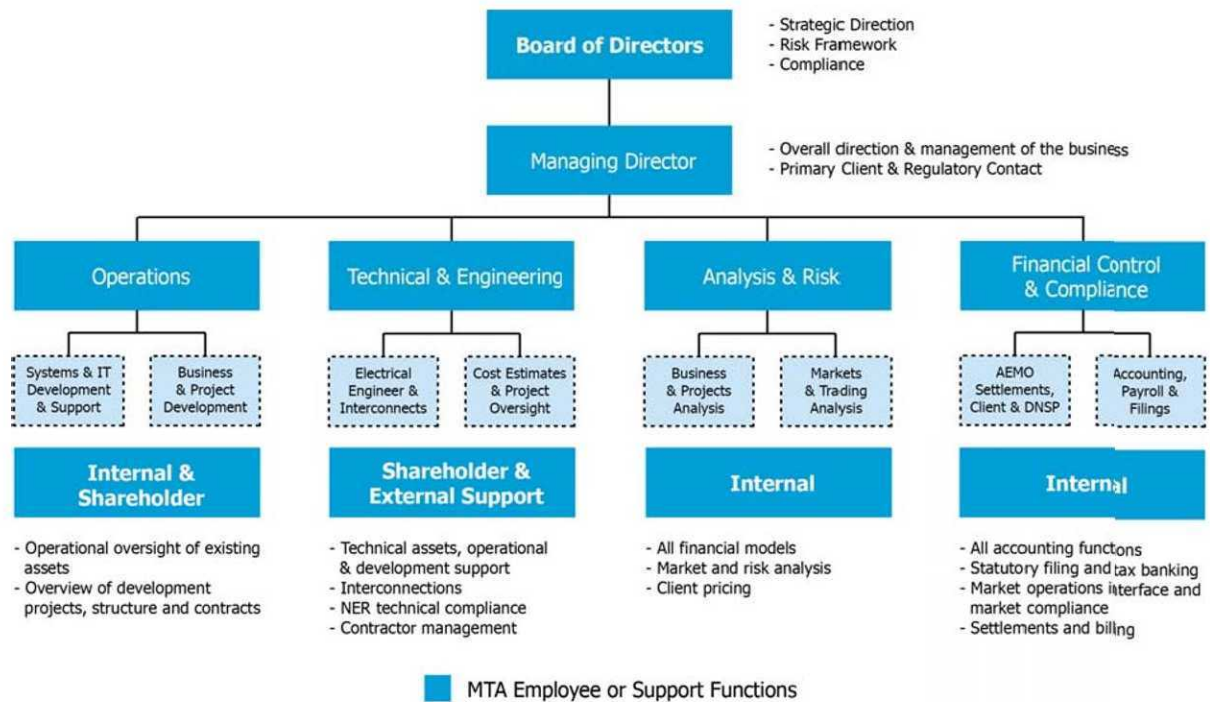 Board of Directors
- Strategic Direction
- Risk Framework
- Compliance
Managing Director
- Overall direction & management of the business
- Primary Client & Regulatory Contact
Operations
Technical & Engineering
Analysis & Risk
Financial Control
& Compliance
Systems & IT
Development
& Support
Business
& Project
Development
Electrical
Engineer &
Interconnects
Cost Estimates
& Project
Oversight
Business
& Projects
Analysis
Markets
& Trading
Analysis
AEMO
Settlements,
Client & DNSP
Accounting,
Payroll &
Filings
Internal &
Shareholder
Shareholder &
External Support
Internal
Internal
- Operational oversight of existing
assets
- Overview of development
projects, structure and contracts
- Technical assets, operational
& development support
- Interconnections
- NER technical compliance
- Contractor management
- All financial models
- Market and risk analysis
- Client pricing
- All accounting functions
- Statutory filing and tax banking
- Market operations interface and
market compliance
- Settlements and billing
MTA Employee or Support Functions